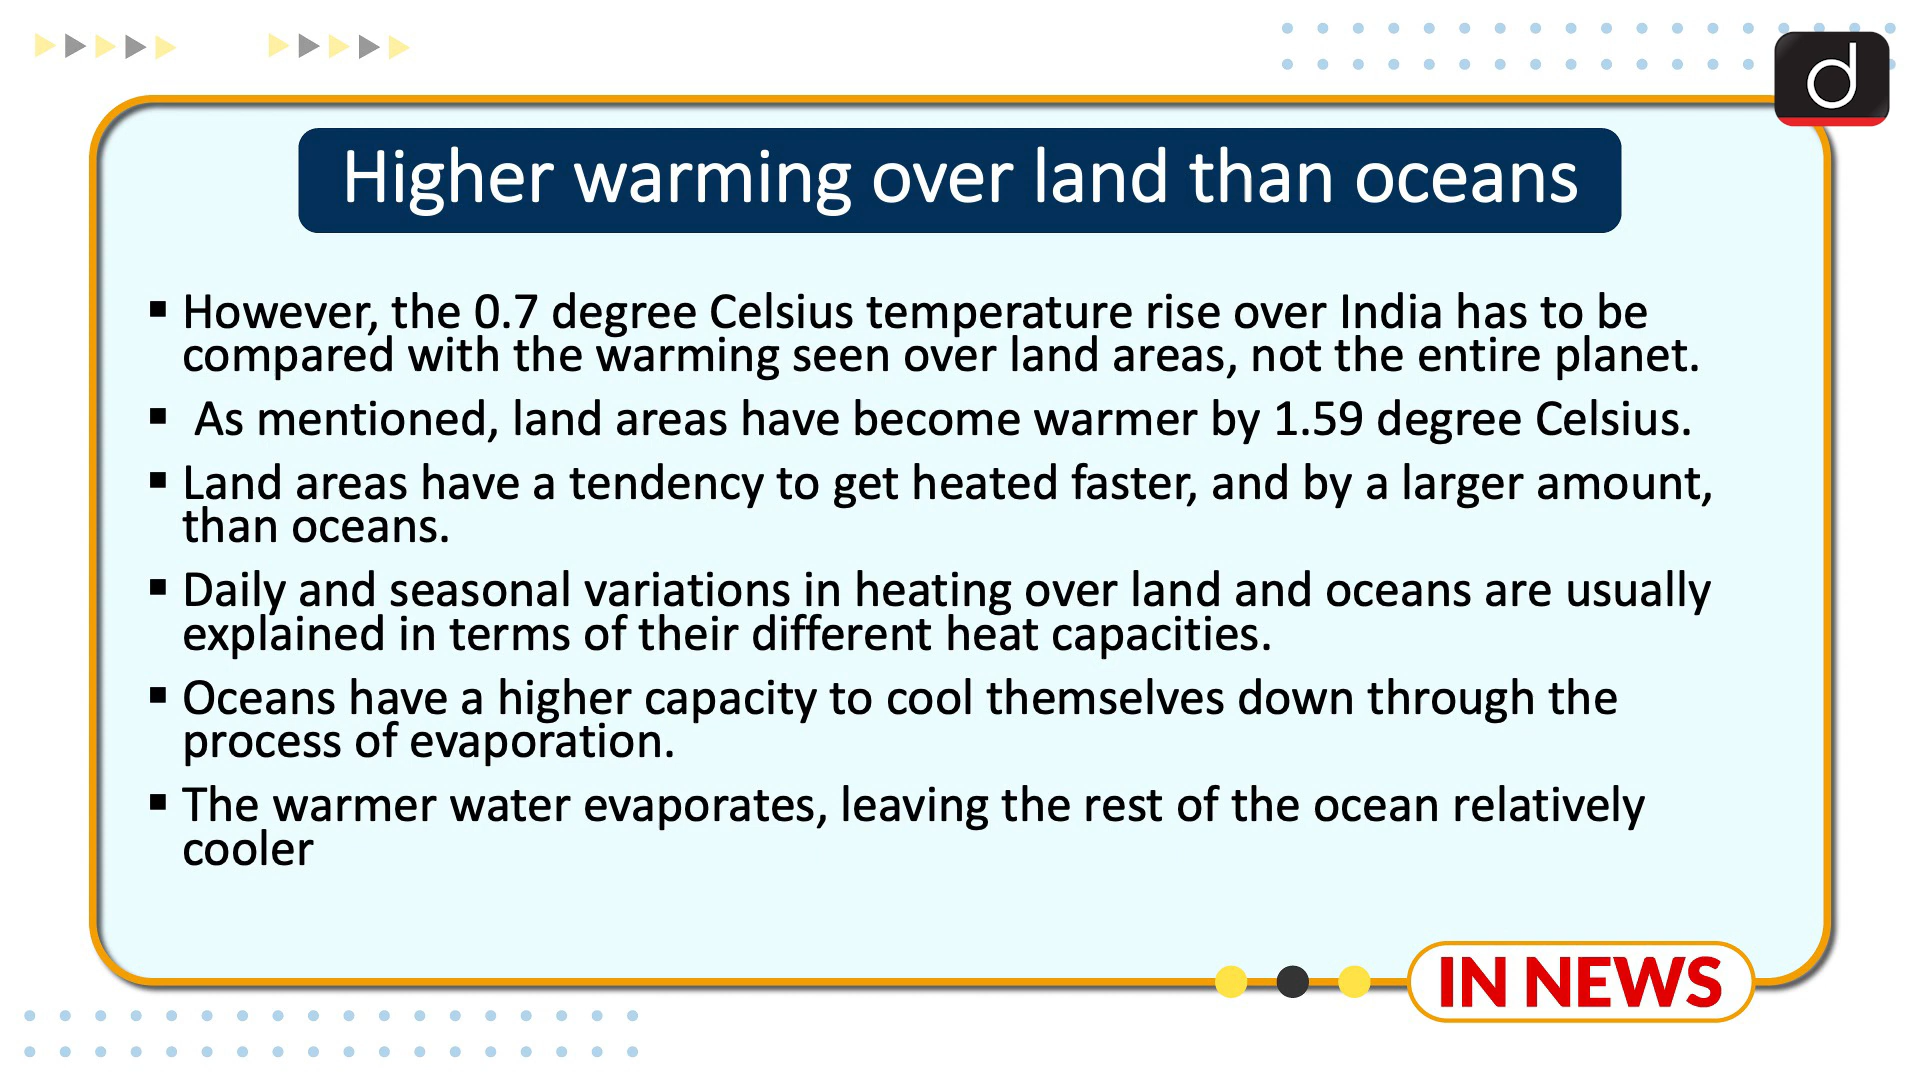 d
Higher warming over land than oceans
▪ However, the 0.7 degree Celsius temperature rise over India has to be
compared with the warming seen over land areas, not the entire planet.
▪ As mentioned, land areas have become warmer by 1.59 degree Celsius.
▪ Land areas have a tendency to get heated faster, and by a larger amount,
than oceans.
▪ Daily and seasonal variations in heating over land and oceans are usually
explained in terms of their different heat capacities.
▪ Oceans have a higher capacity to cool themselves down through the
process of evaporation.
▪ The warmer water evaporates, leaving the rest of the ocean relatively
cooler
IN NEWS